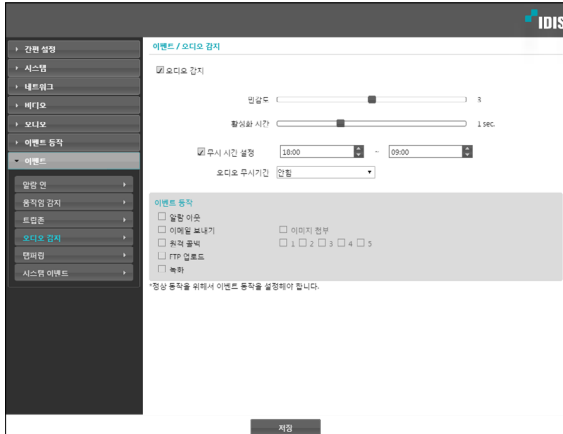 IDIS
간편 설정
시스템
네트워크
비디오
오디오
이벤트 동작
이벤트
알람 인
움직임 감지
트립존
오디오 감지
탬퍼링
시스템 이벤트
이벤트 / 오디오 감지
오디오 감지
민감도 3
활성화 시간 1 sec.
무시 시간 설정 18:00 ~ 09:00
오디오 무시기간 안함
이벤트 동작
알람 아웃
이메일 보내기 이미지 첨부
원격 콜백 1 2 3 4 5
FTP 업로드
녹화
*정상 동작을 위해서 이벤트 동작을 설정해야 합니다.
저장